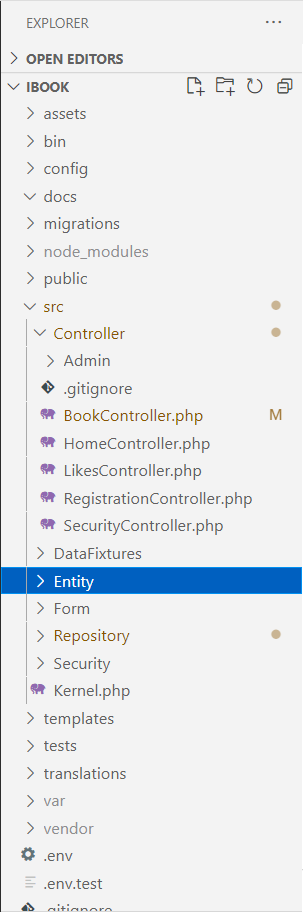 EXPLORER ...
OPEN EDITORS
IBOOK
assets
bin
config
docs
migrations
node_modules
public
src
Controller
Admin
.gitignore
BookController.php M
HomeController.php
LikesController.php
RegistrationController.php
SecurityController.php
DataFixtures
Entity
Form
Repository
Security
Kernel.php
templates
tests
translations
var
vendor
.env
.env.test
.gitignore